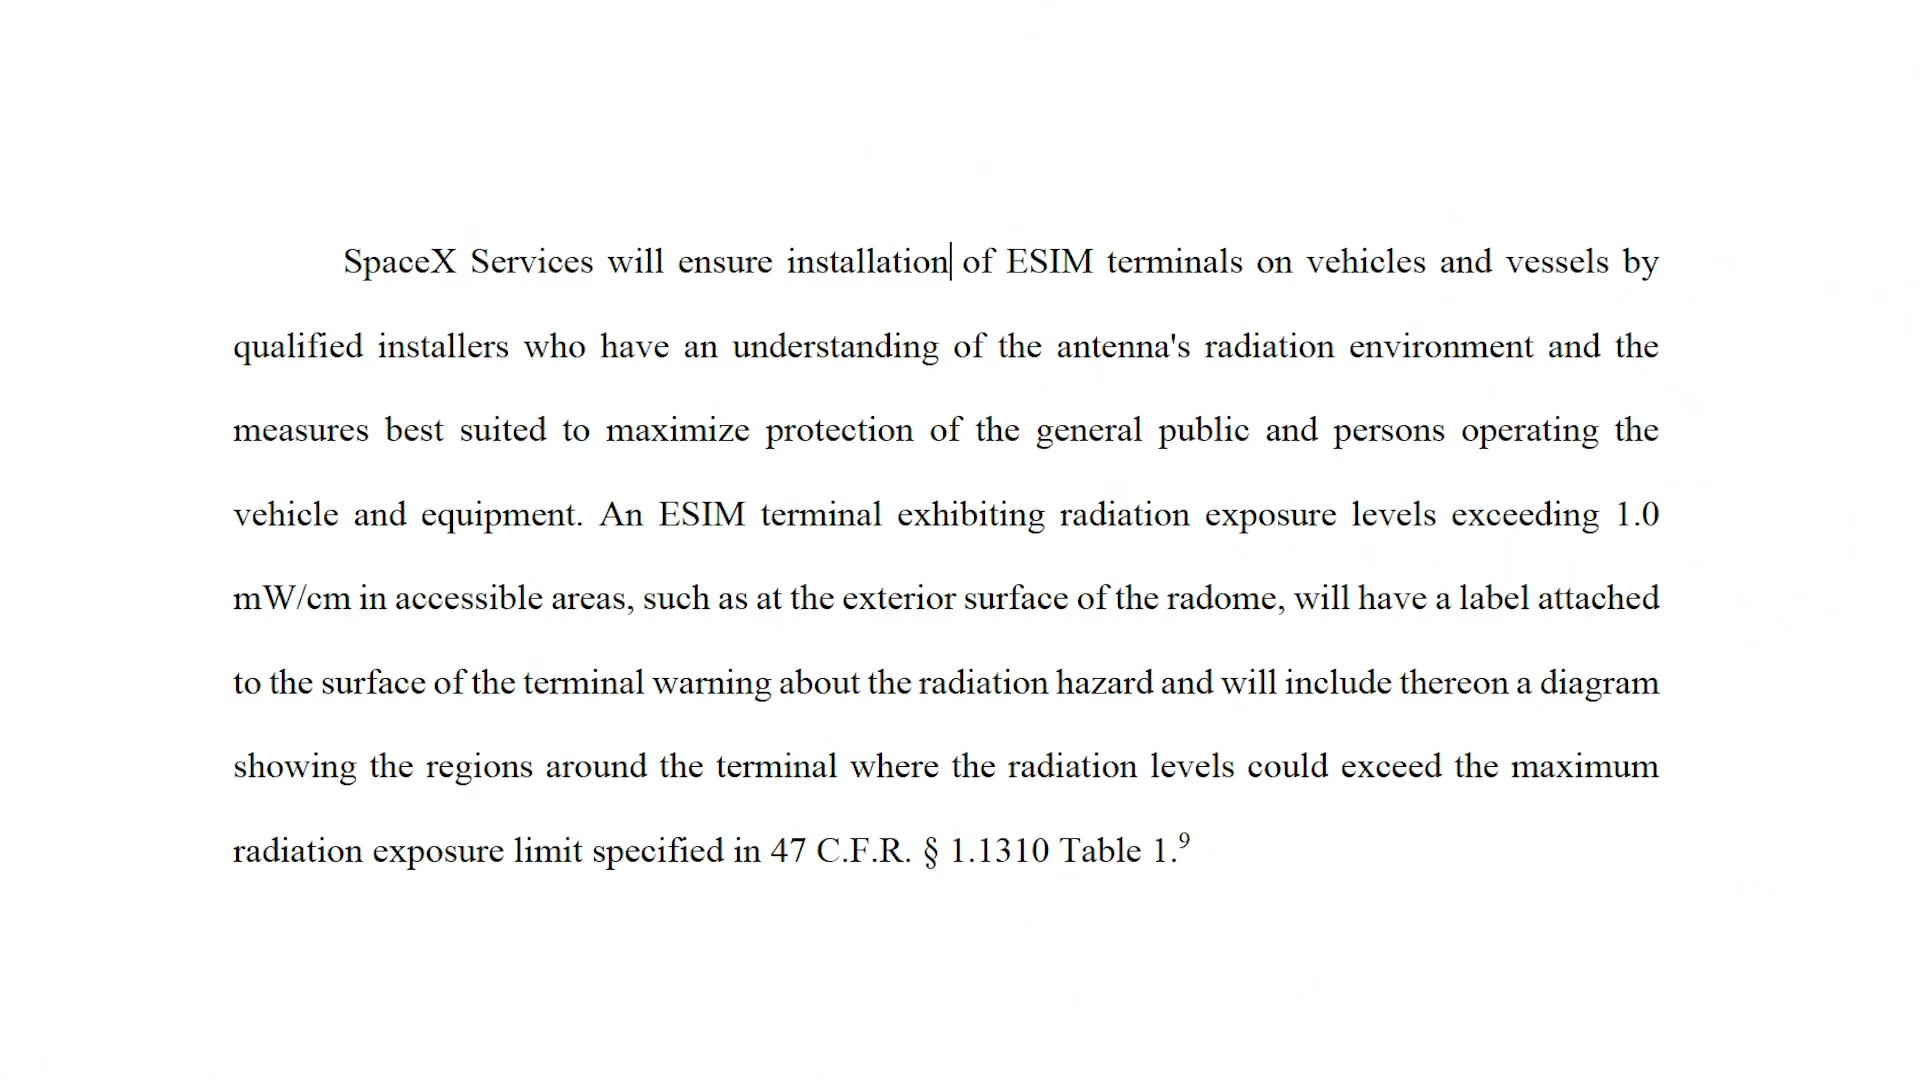 SpaceX Services will ensure installation of ESIM terminals on vehicles and vessels by
qualified installers who have an understanding of the antenna's radiation environment and the
measures best suited to maximize protection of the general public and persons operating the
vehicle and equipment. An ESIM terminal exhibiting radiation exposure levels exceeding 1.0
mW/cm in accessible areas, such as at the exterior surface of the radome, will have a label attached
to the surface of the terminal warning about the radiation hazard and will include thereon a diagram
showing the regions around the terminal where the radiation levels could exceed the maximum
radiation exposure limit specified in 47 C.F.R. § 1.1310 Table 1.⁹